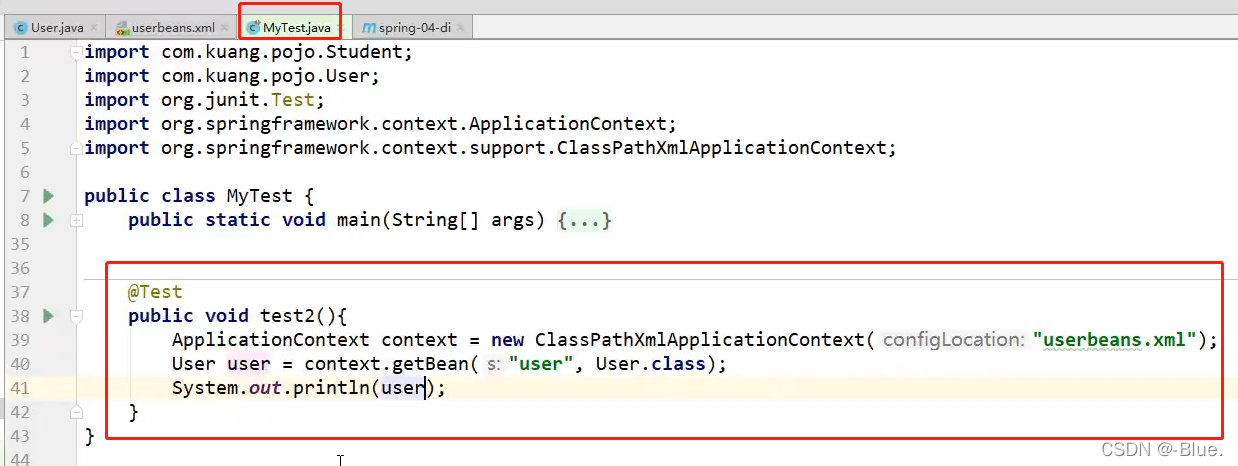 User.java userbeans.xml MyTest.java spring-04-di
1 import com.kuang.pojo.Student;
2 import com.kuang.pojo.User;
3 import org.junit.Test;
4 import org.springframework.context.ApplicationContext;
5 import org.springframework.context.support.ClassPathXmlApplicationContext;
6
7 public class MyTest {
8 public static void main(String[] args) {...}
35
36
37 @Test
38 public void test2(){
39 ApplicationContext context = new ClassPathXmlApplicationContext( configLocation: "userbeans.xml");
40 User user = context.getBean( s: "user", User.class);
41 System.out.println(user);
42 }
43 }
44
CSDN @-Blue.